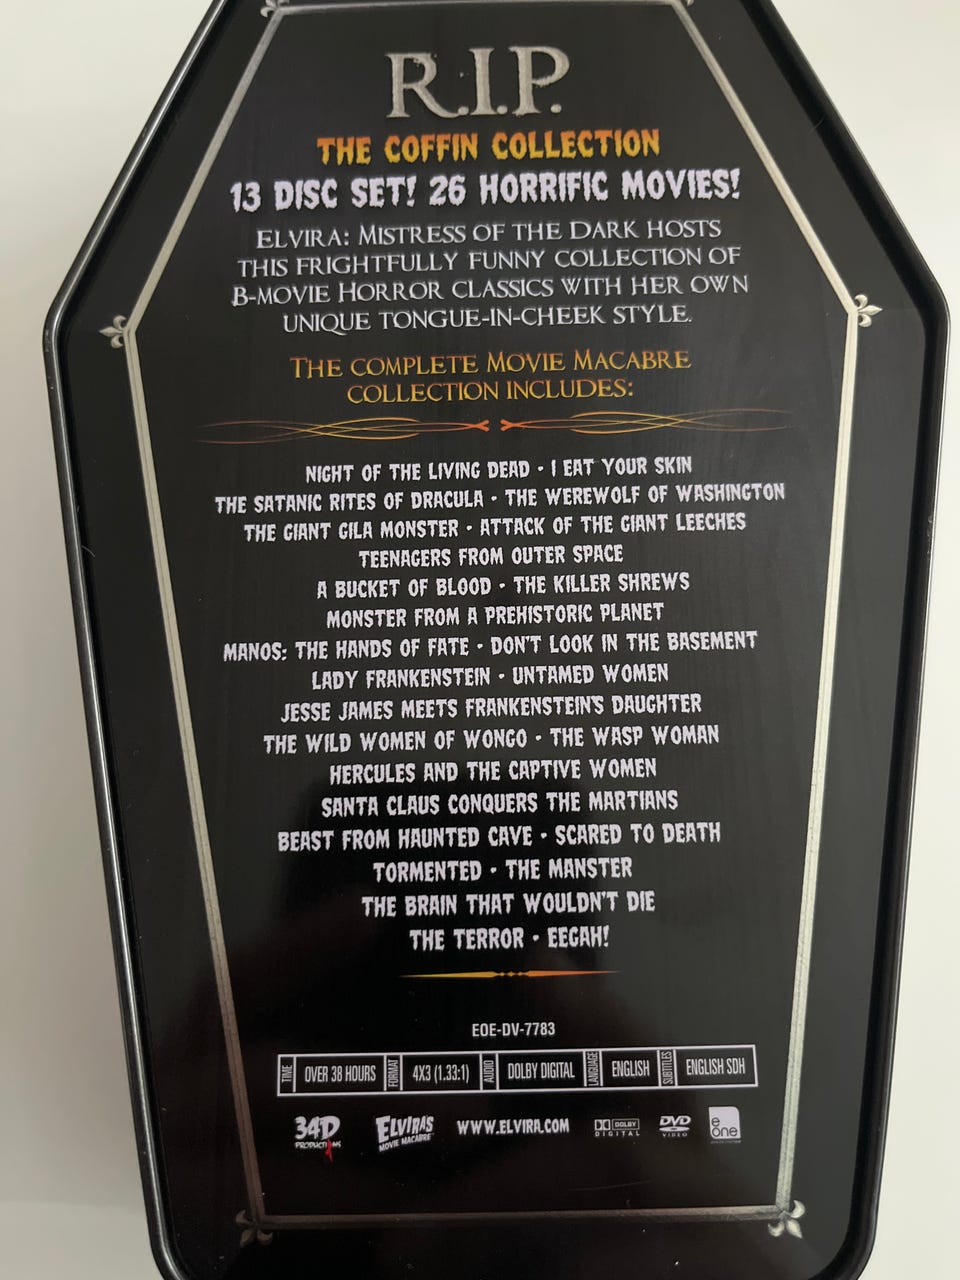 R.I.P.
THE COFFIN COLLECTION
13 DISC SET! 26 HORRIFIC MOVIES!
ELVIRA: MISTRESS OF THE DARK HOSTS
THIS FRIGHTFULLY FUNNY COLLECTION OF
B-MOVIE HORROR CLASSICS WITH HER OWN
UNIQUE TONGUE-IN-CHEEK STYLE.
THE COMPLETE MOVIE MACABRE
COLLECTION INCLUDES:
NIGHT OF THE LIVING DEAD · I EAT YOUR SKIN
THE SATANIC RITES OF DRACULA · THE WEREWOLF OF WASHINGTON
THE GIANT GILA MONSTER · ATTACK OF THE GIANT LEECHES
TEENAGERS FROM OUTER SPACE
A BUCKET OF BLOOD · THE KILLER SHREWS
MONSTER FROM A PREHISTORIC PLANET
MANOS: THE HANDS OF FATE · DON'T LOOK IN THE BASEMENT
LADY FRANKENSTEIN · UNTAMED WOMEN
JESSE JAMES MEETS FRANKENSTEIN'S DAUGHTER
THE WILD WOMEN OF WONGO · THE WASP WOMAN
HERCULES AND THE CAPTIVE WOMEN
SANTA CLAUS CONQUERS THE MARTIANS
BEAST FROM HAUNTED CAVE · SCARED TO DEATH
TORMENTED · THE MANSTER
THE BRAIN THAT WOULDN'T DIE
THE TERROR · EEGAH!
EOE-DV-7783
TIME OVER 38 HOURS FORMAT 4X3 (1.33:1) AUDIO DOLBY DIGITAL LANGUAGE ENGLISH SUBTITLES ENGLISH SDH
34D PRODUCTIONS ELVIRA'S MOVIE MACABRE WWW.ELVIRA.COM DOLBY DIGITAL DVD VIDEO e one